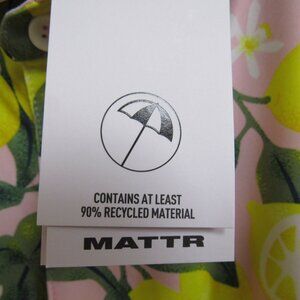 CONTAINS AT LEAST
90% RECYCLED MATERIAL
MATTR